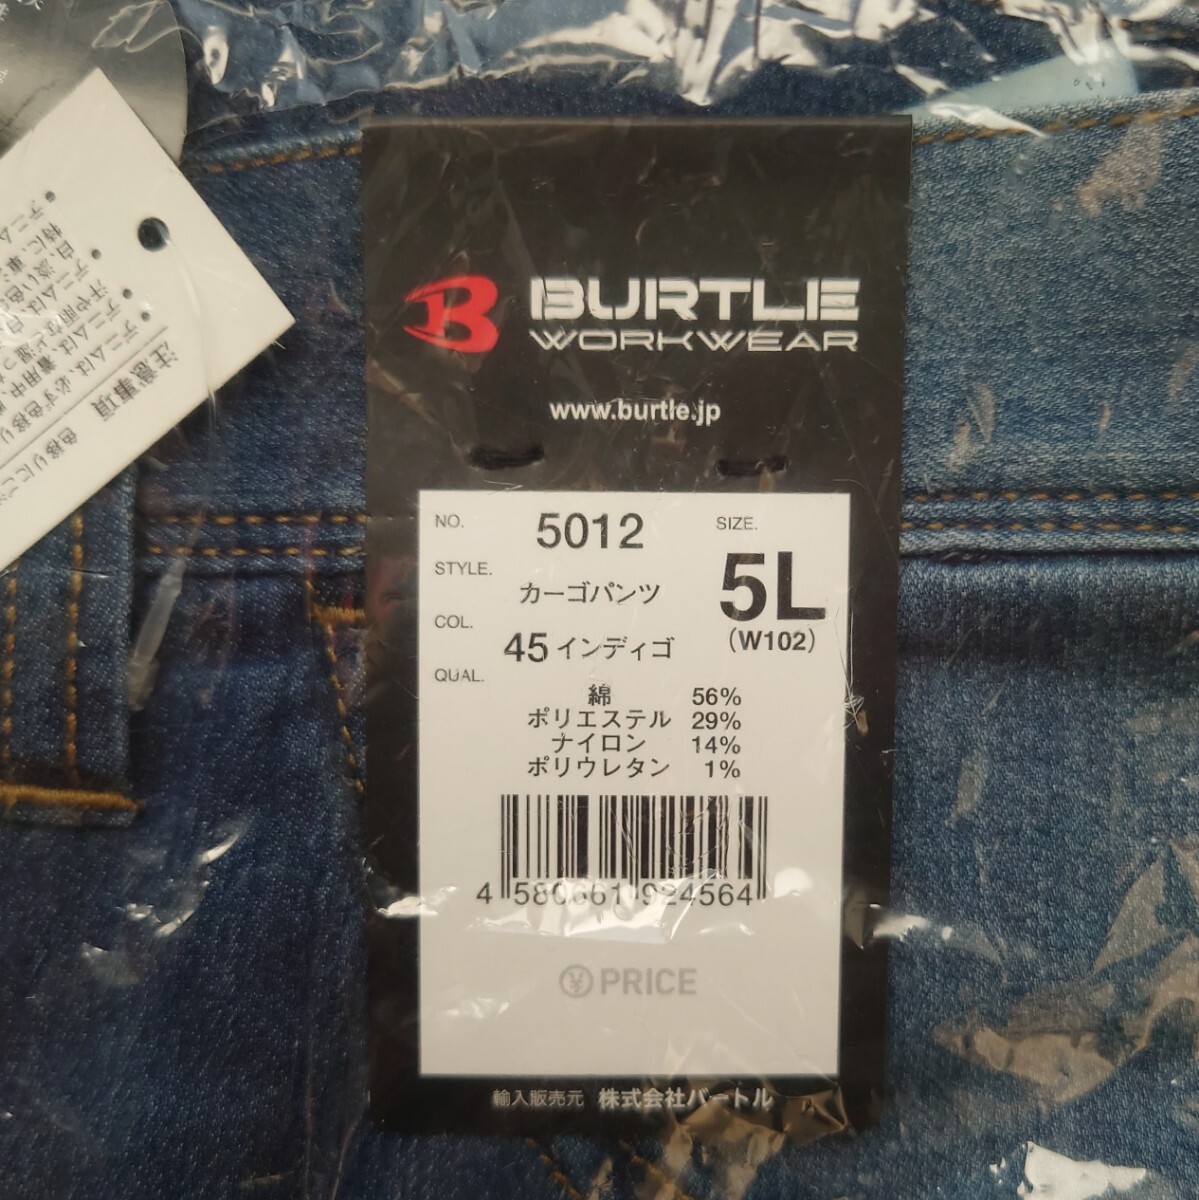 BURTLE
WORKWEAR
www.burtle.jp
NO. 5012
SIZE. 5L
(W102)
STYLE. カーゴパンツ
COL. 45 インディゴ
QUAL.
綿 56%
ポリエステル 29%
ナイロン 14%
ポリウレタン 1%
4 580661 924564
¥ PRICE
輸入販売元 株式会社バートル
注意事項